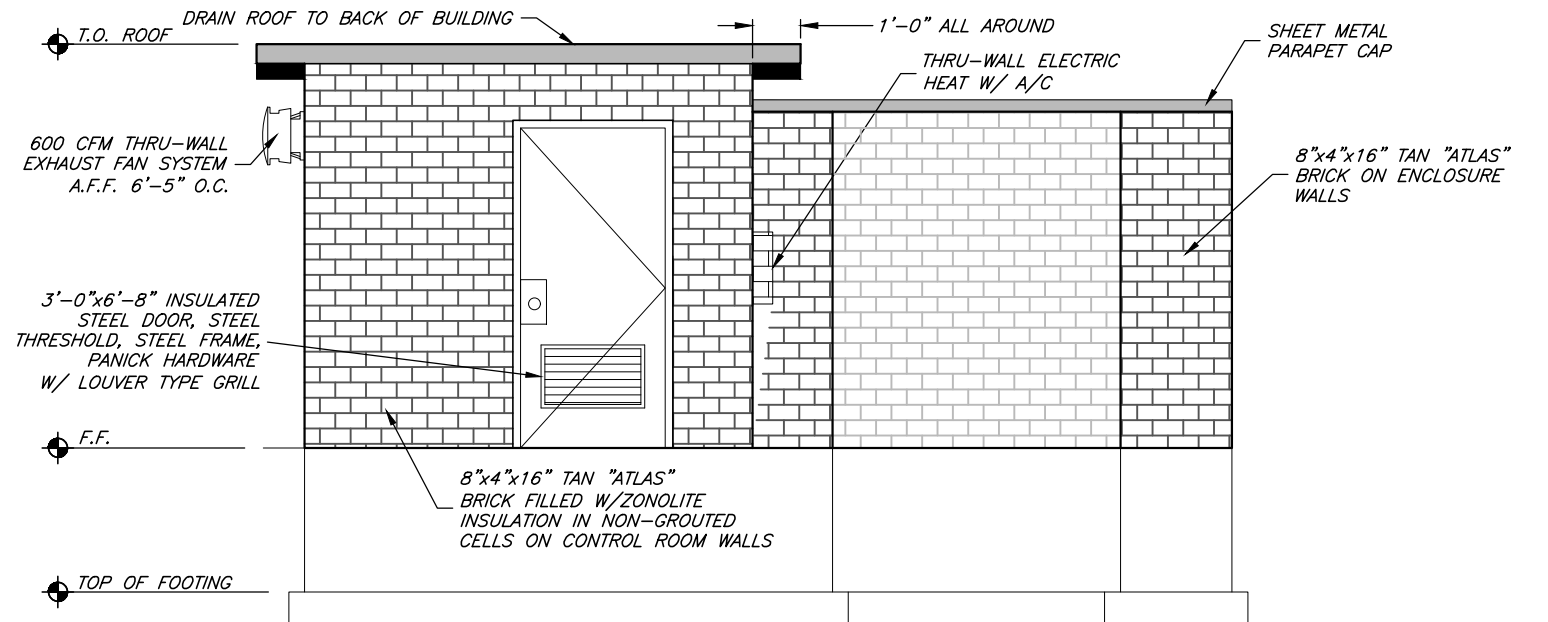 DRAIN ROOF TO BACK OF BUILDING
T.O. ROOF
1'-0" ALL AROUND
SHEET METAL
PARAPET CAP
THRU-WALL ELECTRIC
HEAT W/ A/C
600 CFM THRU-WALL
EXHAUST FAN SYSTEM
A.F.F. 6'-5" O.C.
8"x4"x16" TAN "ATLAS"
BRICK ON ENCLOSURE
WALLS
3'-0"x6'-8" INSULATED
STEEL DOOR, STEEL
THRESHOLD, STEEL FRAME,
PANICK HARDWARE
W/ LOUVER TYPE GRILL
F.F.
8"x4"x16" TAN "ATLAS"
BRICK FILLED W/ZONOLITE
INSULATION IN NON-GROUTED
CELLS ON CONTROL ROOM WALLS
TOP OF FOOTING